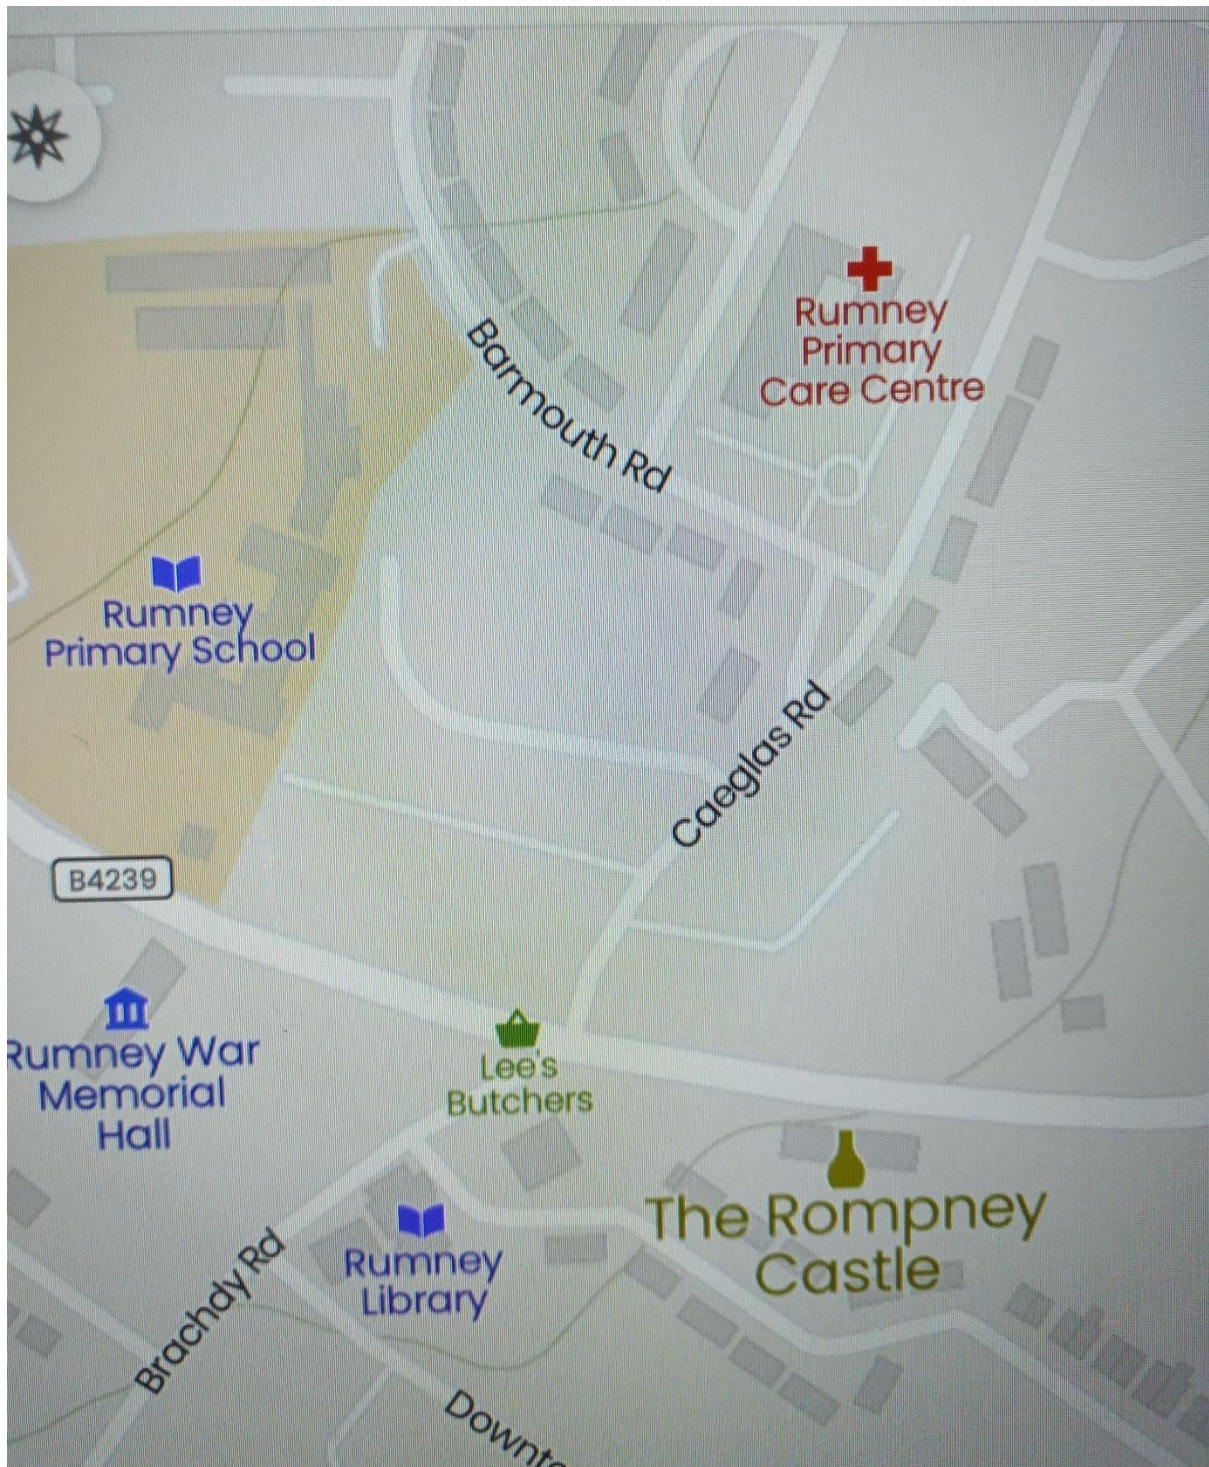 Barmouth Rd
Rumney
Primary
Care Centre
Rumney
Primary School
Caeglas Rd
B4239
Rumney War
Memorial
Hall
Lee's
Butchers
The Rompney
Castle
Rumney
Library
Brachdy Rd